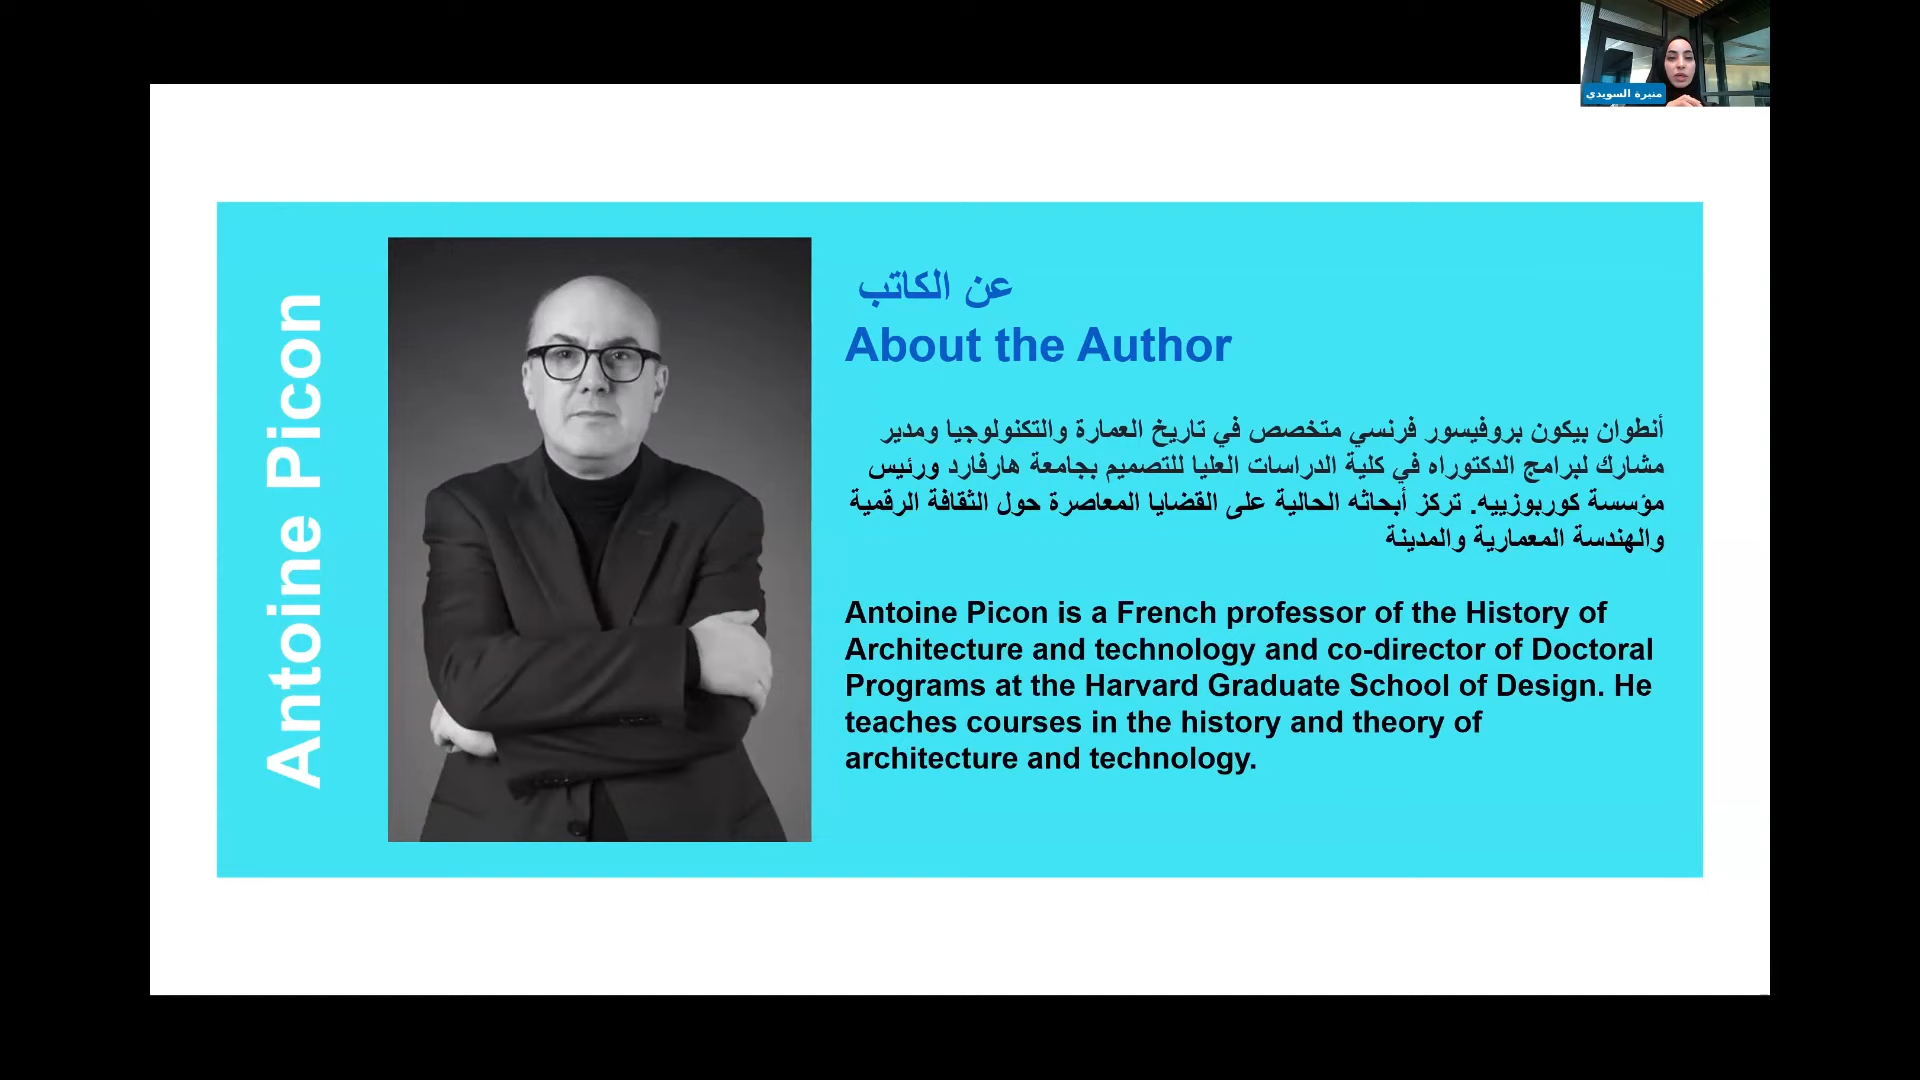 منيرة السويدي
Antoine Picon
عن الكاتب
About the Author
أنطوان بيكون بروفيسور فرنسي متخصص في تاريخ العمارة والتكنولوجيا ومدير
مشارك لبرامج الدكتوراه في كلية الدراسات العليا للتصميم بجامعة هارفارد ورئيس
مؤسسة كوربوزييه. تركز أبحاثه الحالية على القضايا المعاصرة حول الثقافة الرقمية
والهندسة المعمارية والمدينة
Antoine Picon is a French professor of the History of
Architecture and technology and co-director of Doctoral
Programs at the Harvard Graduate School of Design. He
teaches courses in the history and theory of
architecture and technology.